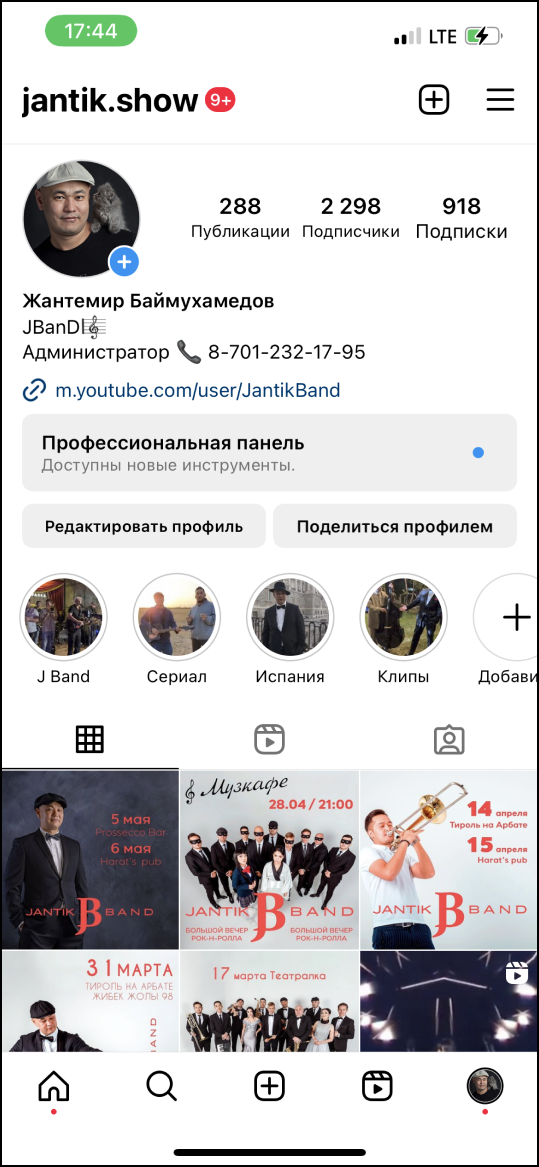 17:44
LTE
jantik.show 9+
288
2 298
918
Публикации
Подписчики
Подписки
Жантемир Баймухамедов
JBanD
Администратор 📞 8-701-232-17-95
m.youtube.com/user/JantikBand
Профессиональная панель
Доступны новые инструменты.
Редактировать профиль
Поделиться профилем
J Band
Сериал
Испания
Клипы
Добави
5 мая
Prossecco Bar
6 мая
Harat's pub
JANTIK JB BAND
Музкафе
28.04 / 21:00
JANTIK JB BAND
БОЛЬШОЙ ВЕЧЕР
РОК-Н-РОЛЛА
БОЛЬШОЙ ВЕЧЕР
РОК-Н-РОЛЛА
14 апреля
Тироль на Арбате
15 апреля
Harat's pub
JANTIK JB BAND
31 МАРТА
ТИРОЛЬ НА АРБАТЕ
ЖИБЕК ЖОЛЫ 98
BAND
17 марта Театралка